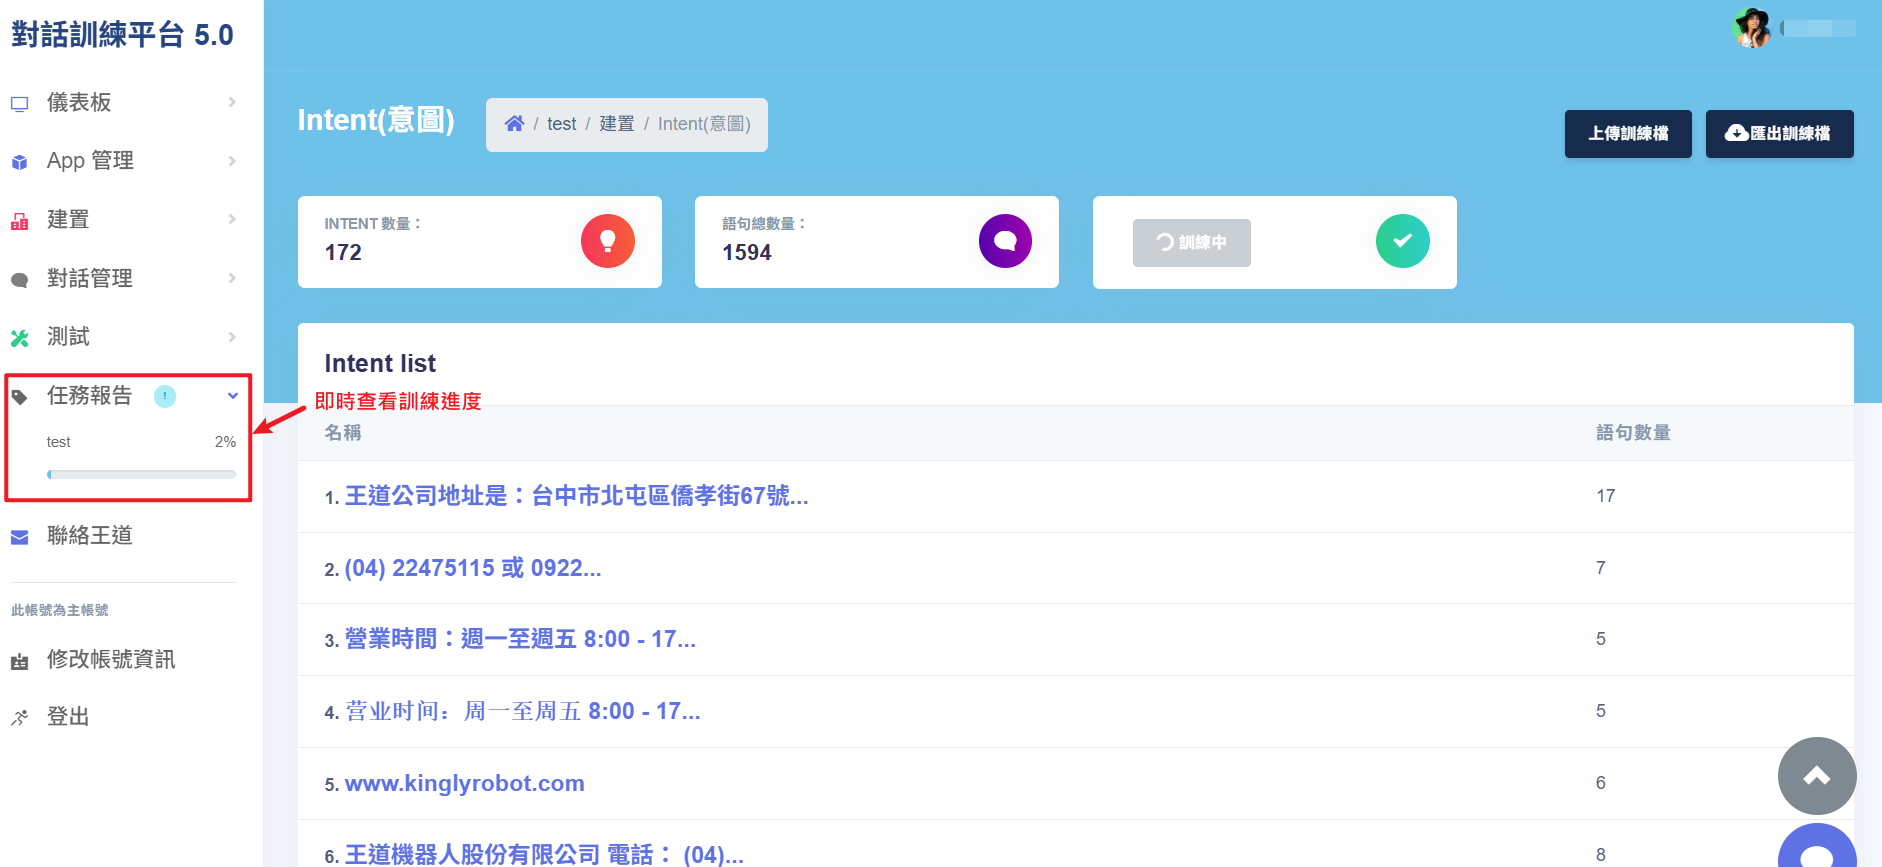 對話訓練平台 5.0
儀表板
App 管理
建置
對話管理
測試
任務報告 !
test 2%
聯絡王道
此帳號為主帳號
修改帳號資訊
登出
Intent(意圖)
/ test / 建置 / Intent(意圖)
上傳訓練檔
匯出訓練檔
INTENT 數量：
172
語句總數量：
1594
訓練中
Intent list
即時查看訓練進度
名稱 語句數量
1. 王道公司地址是：台中市北屯區僑孝街67號... 17
2. (04) 22475115 或 0922... 7
3. 營業時間：週一至週五 8:00 - 17... 5
4. 营业时间：周一至周五 8:00 - 17... 5
5. www.kinglyrobot.com 6
6. 王道機器人股份有限公司 電話： (04)... 8